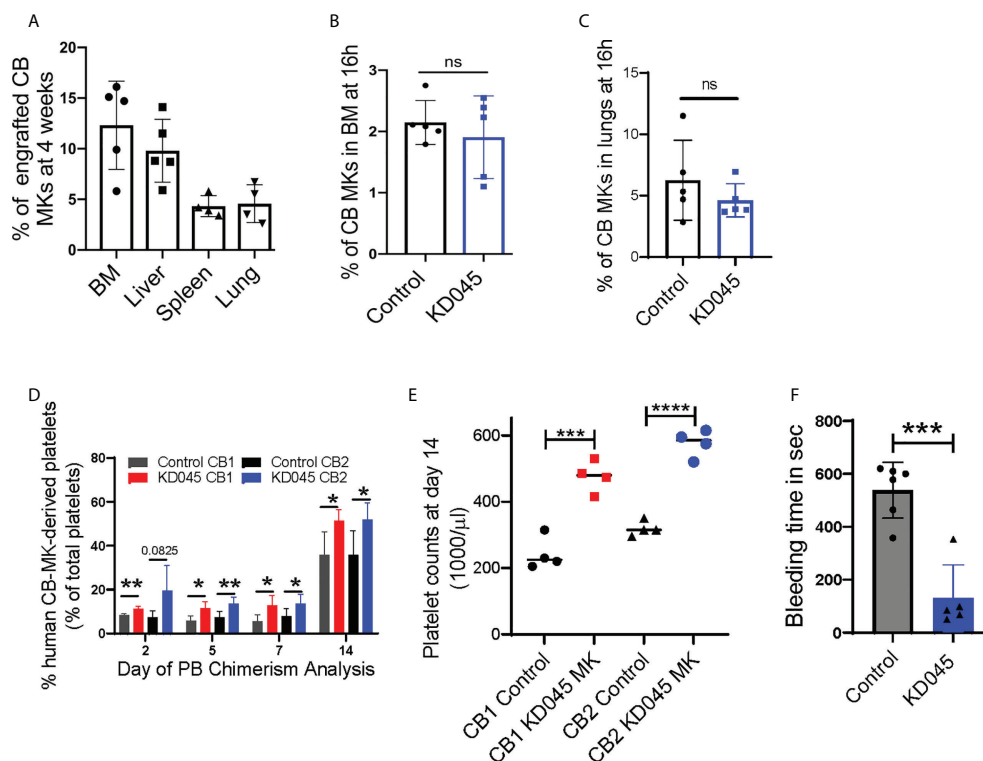 A
% of engrafted CB
MKs at 4 weeks
20
15
10
5
0
BM
Liver
Spleen
Lung
B
% of CB MKs in BM at 16h
3
2
1
0
ns
Control
KD045
C
% of CB MKs in lungs at 16h
15
10
5
0
ns
Control
KD045
D
% human CB-MK-derived platelets
(% of total platelets)
80
60
40
20
0
Control CB1
Control CB2
KD045 CB1
KD045 CB2
**
0.0825
*
**
*
*
*
*
2
5
7
14
Day of PB Chimerism Analysis
E
Platelet counts at day 14
(1000/µl)
600
400
200
0
***
****
CB1 Control
CB1 KD045 MK
CB2 Control
CB2 KD045 MK
F
Bleeding time in sec
800
600
400
200
0
***
Control
KD045